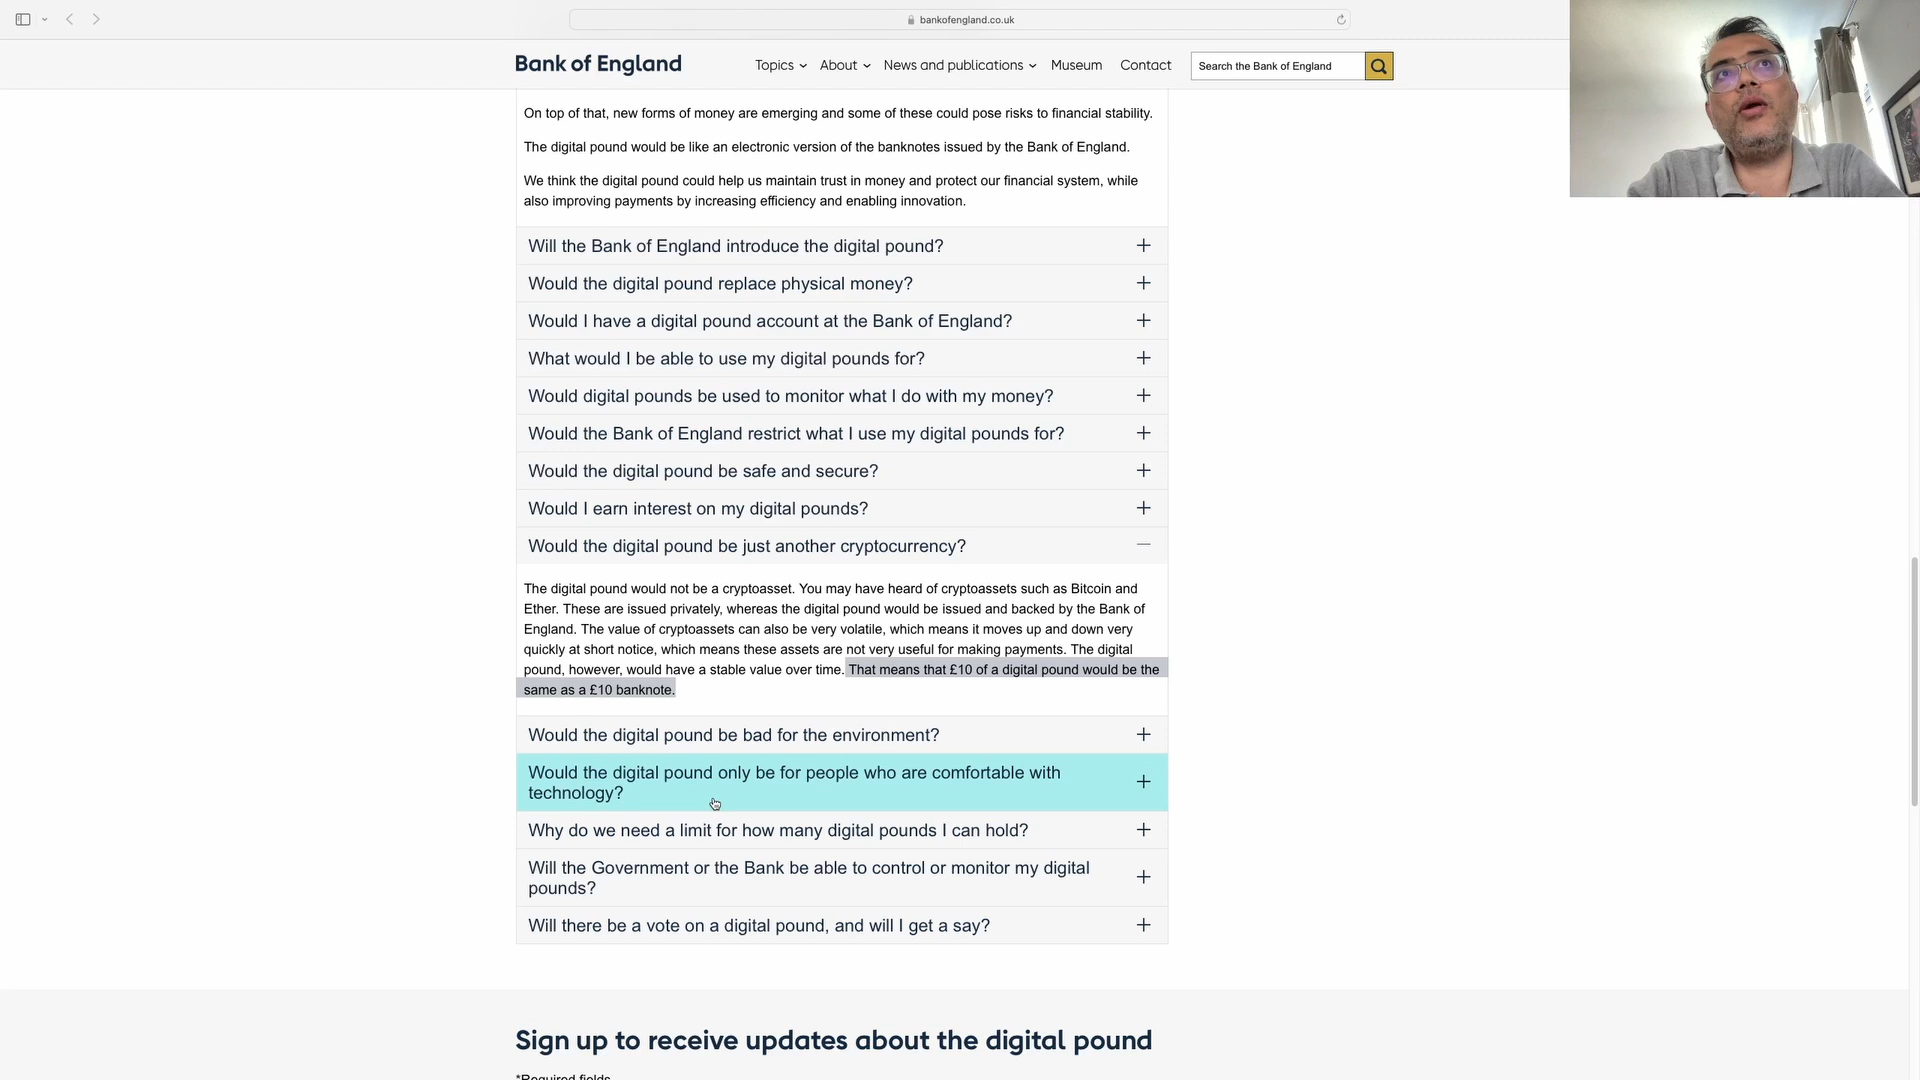 bankofengland.co.uk
Bank of England
Topics
About
News and publications
Museum
Contact
Search the Bank of England
On top of that, new forms of money are emerging and some of these could pose risks to financial stability.
The digital pound would be like an electronic version of the banknotes issued by the Bank of England.
We think the digital pound could help us maintain trust in money and protect our financial system, while
also improving payments by increasing efficiency and enabling innovation.
Will the Bank of England introduce the digital pound?
Would the digital pound replace physical money?
Would I have a digital pound account at the Bank of England?
What would I be able to use my digital pounds for?
Would digital pounds be used to monitor what I do with my money?
Would the Bank of England restrict what I use my digital pounds for?
Would the digital pound be safe and secure?
Would I earn interest on my digital pounds?
Would the digital pound be just another cryptocurrency?
The digital pound would not be a cryptoasset. You may have heard of cryptoassets such as Bitcoin and
Ether. These are issued privately, whereas the digital pound would be issued and backed by the Bank of
England. The value of cryptoassets can also be very volatile, which means it moves up and down very
quickly at short notice, which means these assets are not very useful for making payments. The digital
pound, however, would have a stable value over time. That means that £10 of a digital pound would be the
same as a £10 banknote.
Would the digital pound be bad for the environment?
Would the digital pound only be for people who are comfortable with
technology?
Why do we need a limit for how many digital pounds I can hold?
Will the Government or the Bank be able to control or monitor my digital
pounds?
Will there be a vote on a digital pound, and will I get a say?
Sign up to receive updates about the digital pound
*Required fields